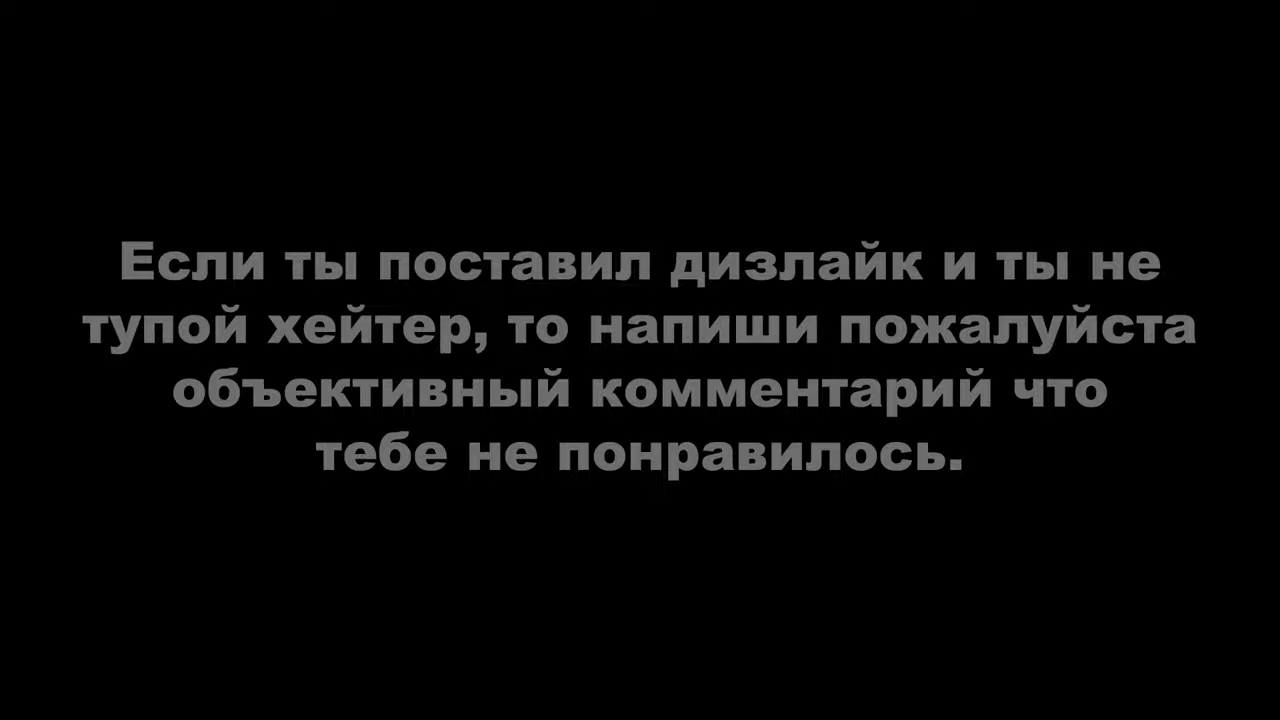 Если ты поставил дизлайк и ты не
тупой хейтер, то напиши пожалуйста
объективный комментарий что
тебе не понравилось.